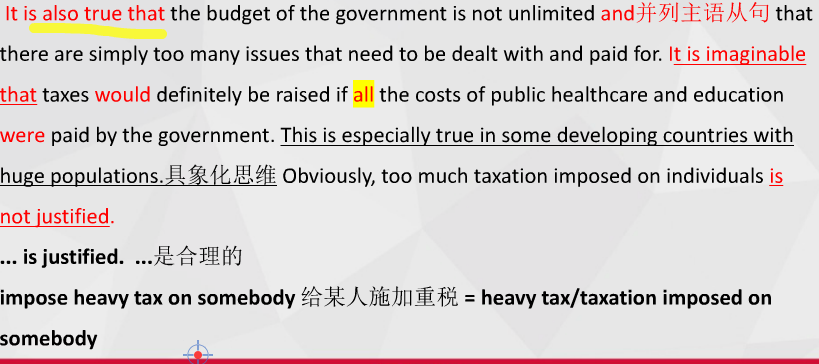 It is also true that the budget of the government is not unlimited and并列主语从句 that
there are simply too many issues that need to be dealt with and paid for. It is imaginable
that taxes would definitely be raised if all the costs of public healthcare and education
were paid by the government. This is especially true in some developing countries with
huge populations.具象化思维 Obviously, too much taxation imposed on individuals is
not justified.
... is justified. ...是合理的
impose heavy tax on somebody 给某人施加重税 = heavy tax/taxation imposed on
somebody